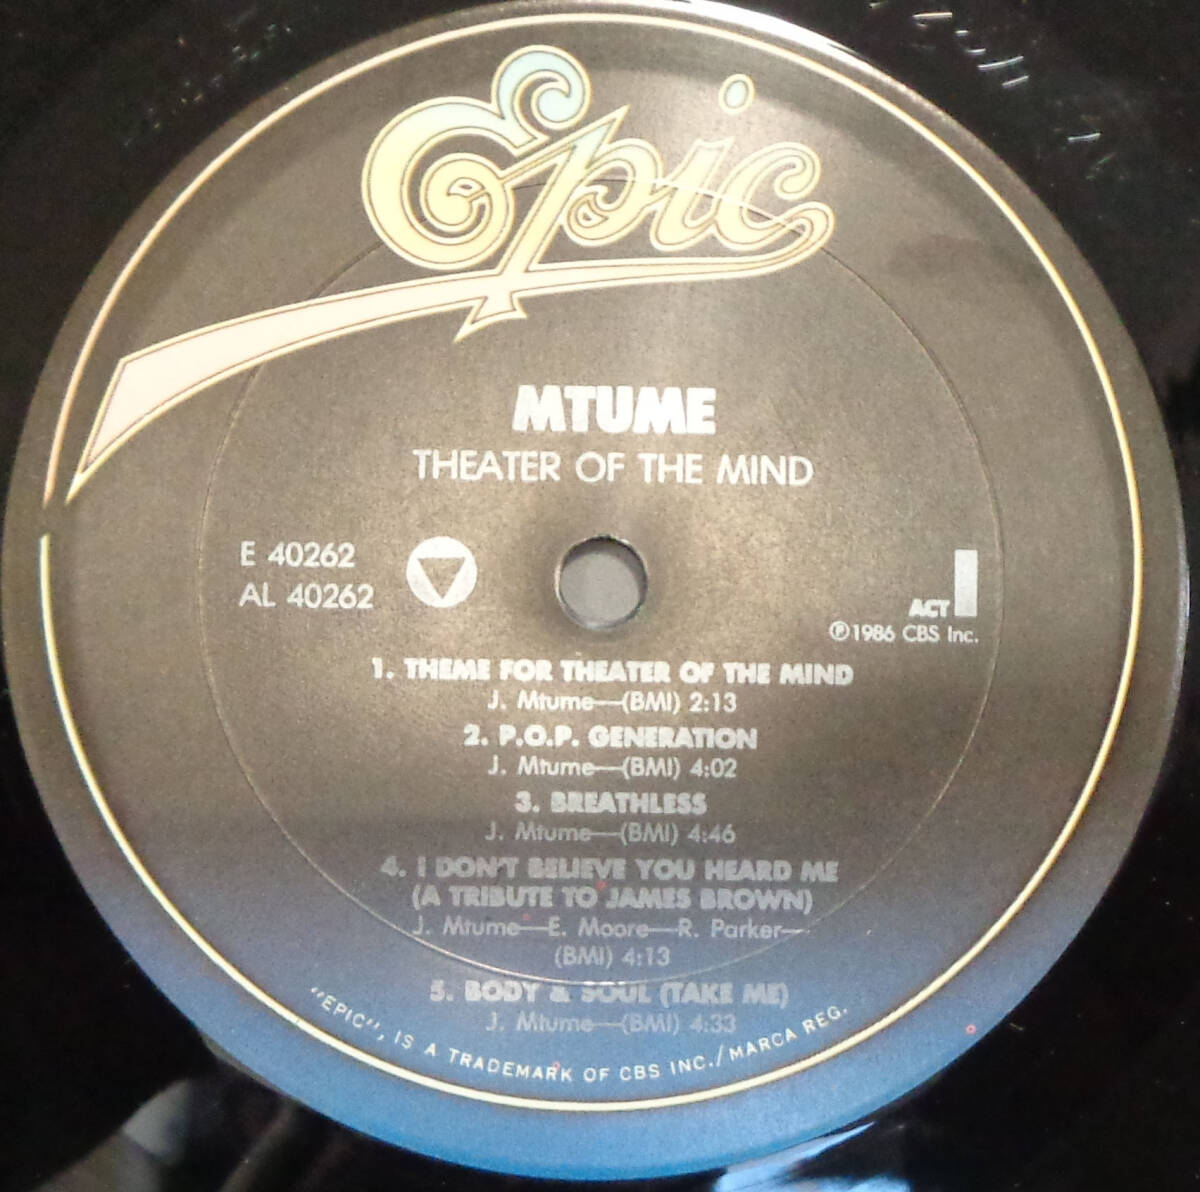 Epic
MTUME
THEATER OF THE MIND
E 40262
AL 40262
ACT I
Ⓟ1986 CBS Inc.
1. THEME FOR THEATER OF THE MIND
J. Mtume—(BMI) 2:13
2. P.O.P. GENERATION
J. Mtume—(BMI) 4:02
3. BREATHLESS
J. Mtume—(BMI) 4:46
4. I DON'T BELIEVE YOU HEARD ME
(A TRIBUTE TO JAMES BROWN)
J. Mtume—E. Moore—R. Parker—
(BMI) 4:13
5. BODY & SOUL (TAKE ME)
J. Mtume—(BMI) 4:33
"EPIC", IS A TRADEMARK OF CBS INC./MARCA REG.